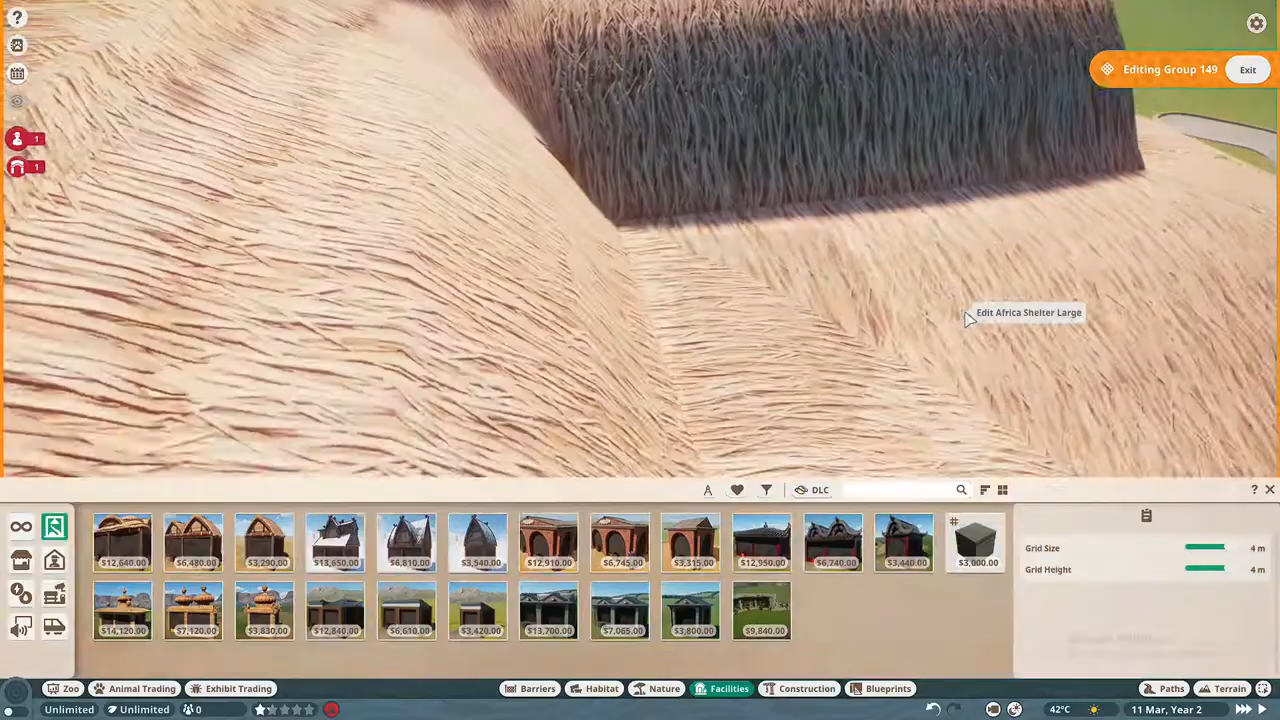 ?
Editing Group 149 Exit
1
1
Edit Africa Shelter Large
DLC
?
$12,640.00 $6,480.00 $3,290.00 $13,650.00 $6,810.00 $3,540.00 $12,910.00 $6,745.00 $3,315.00 $12,950.00 $6,740.00 $3,440.00 $3,000.00
Grid Size 4 m
Grid Height 4 m
$14,120.00 $7,120.00 $3,830.00 $12,840.00 $6,610.00 $3,420.00 $13,700.00 $7,065.00 $3,800.00 $9,840.00
Zoo Animal Trading Exhibit Trading Barriers Habitat Nature Facilities Construction Blueprints Paths Terrain
Unlimited Unlimited 0 42°C 11 Mar, Year 2